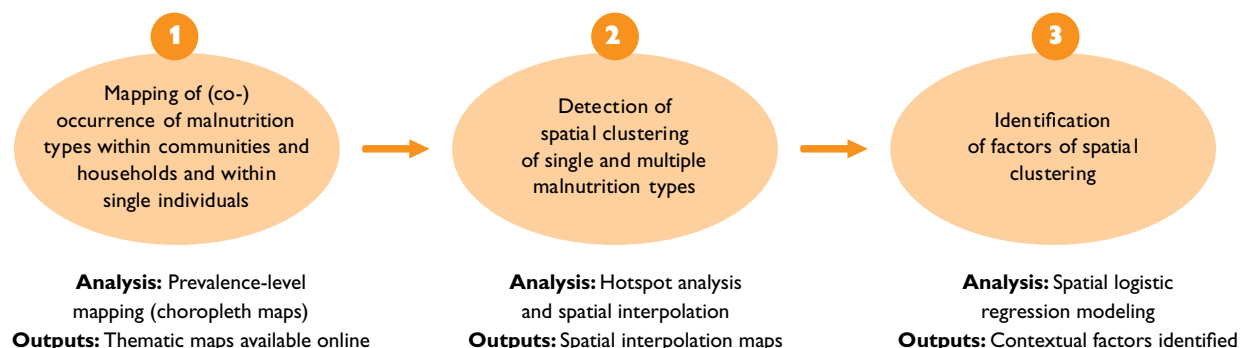 1
Mapping of (co-)
occurrence of malnutrition
types within communities and
households and within
single individuals
Analysis: Prevalence-level
mapping (choropleth maps)
Outputs: Thematic maps available online
2
Detection of
spatial clustering
of single and multiple
malnutrition types
Analysis: Hotspot analysis
and spatial interpolation
Outputs: Spatial interpolation maps
3
Identification
of factors of spatial
clustering
Analysis: Spatial logistic
regression modeling
Outputs: Contextual factors identified